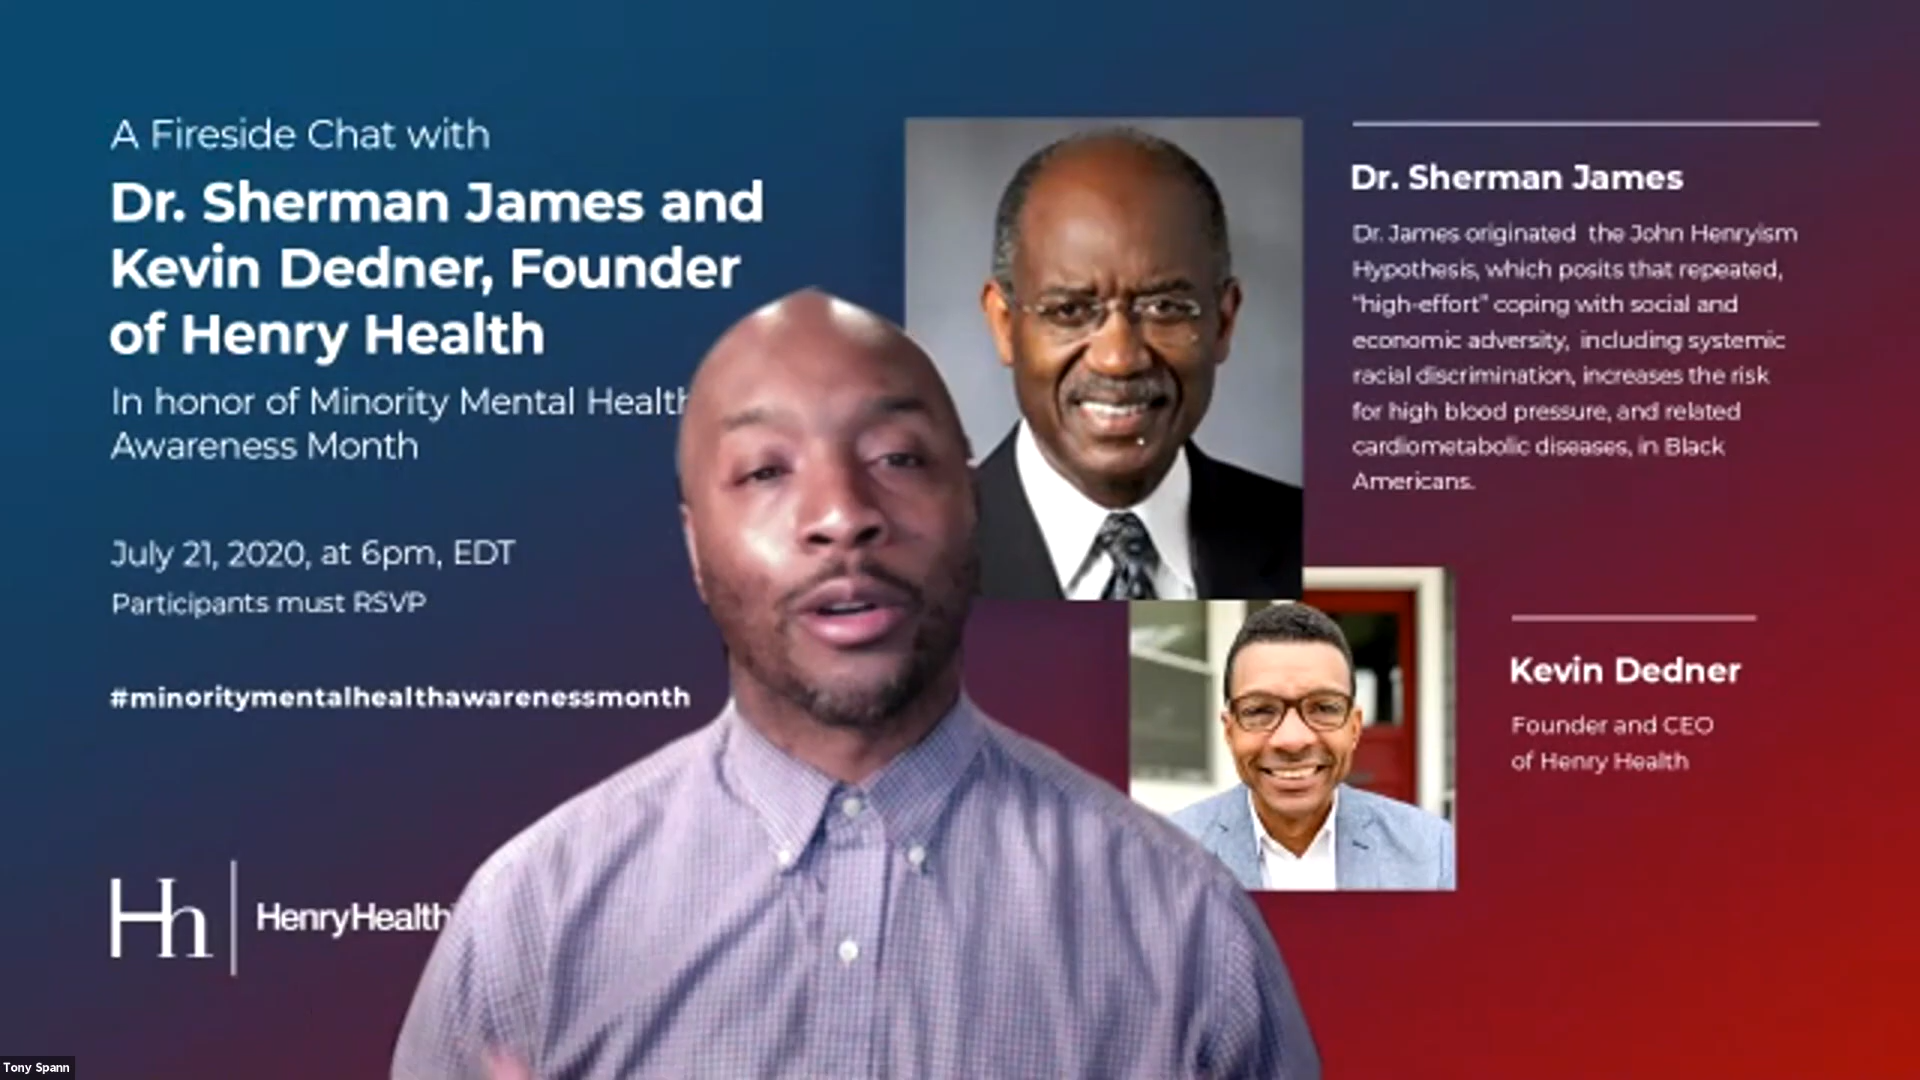 A Fireside Chat with
Dr. Sherman James and
Kevin Dedner, Founder
of Henry Health
In honor of Minority Mental Health
Awareness Month
July 21, 2020, at 6pm, EDT
Participants must RSVP
#minoritymentalhealthawarenessmonth
Hh
HenryHealth
Dr. Sherman James
Dr. James originated the John Henryism
Hypothesis, which posits that repeated,
"high-effort" coping with social and
economic adversity, including systemic
racial discrimination, increases the risk
for high blood pressure, and related
cardiometabolic diseases, in Black
Americans.
Kevin Dedner
Founder and CEO
of Henry Health
Tony Spann